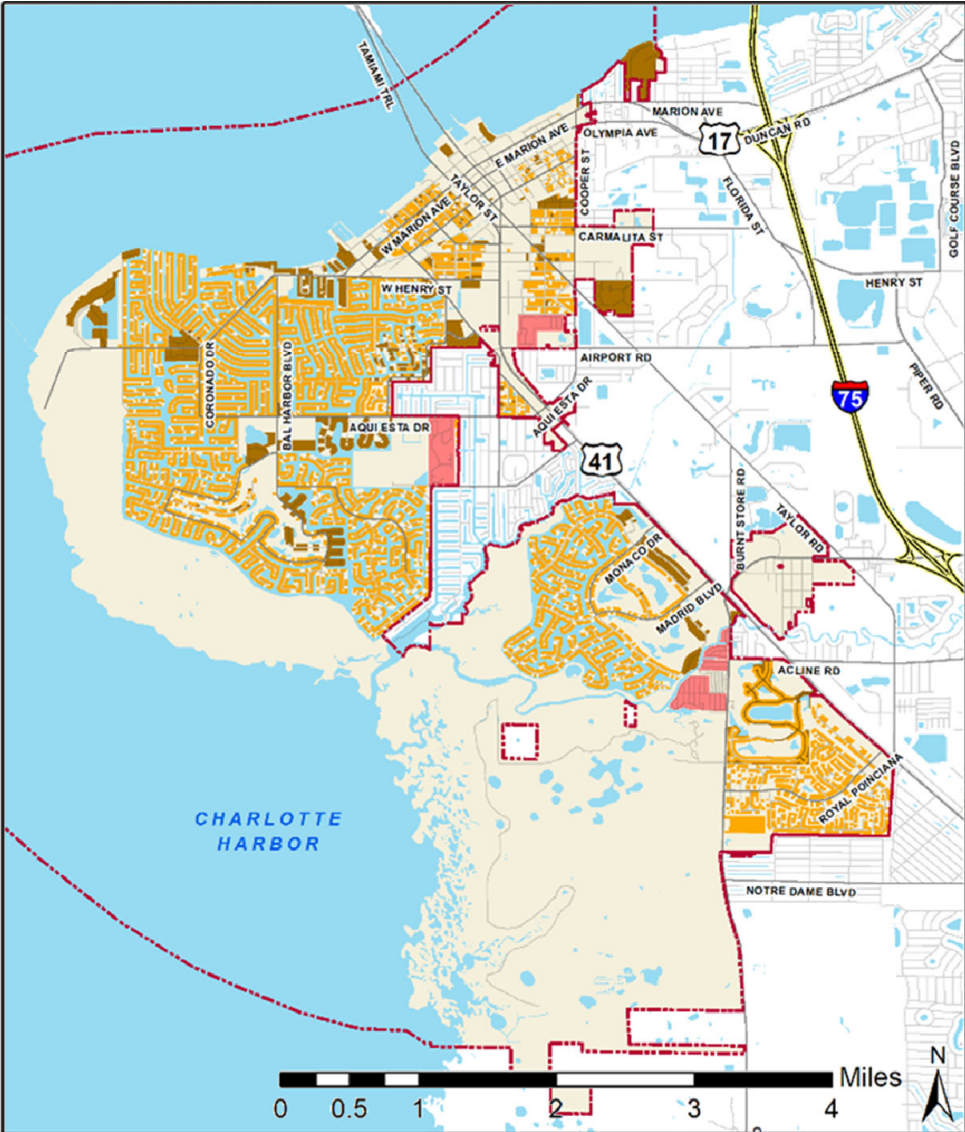 TAMIAMI TRL
MARION AVE
E MARION AVE
OLYMPIA AVE
17
DUNCAN RD
GOLF COURSE BLVD
COOPER ST
TAYLOR ST
FLORIDA ST
W MARION AVE
CARMALITA ST
HENRY ST
W HENRY ST
CORONADO DR
BAL HARBOR BLVD
AIRPORT RD
PIPER RD
75
AQUI ESTA DR
AQUI ESTA DR
41
BURNT STORE RD
TAYLOR RD
MONACO DR
MADRID BLVD
ACLINE RD
ROYAL POINCIANA
CHARLOTTE
HARBOR
NOTRE DAME BLVD
N
Miles
0 0.5 1 2 3 4